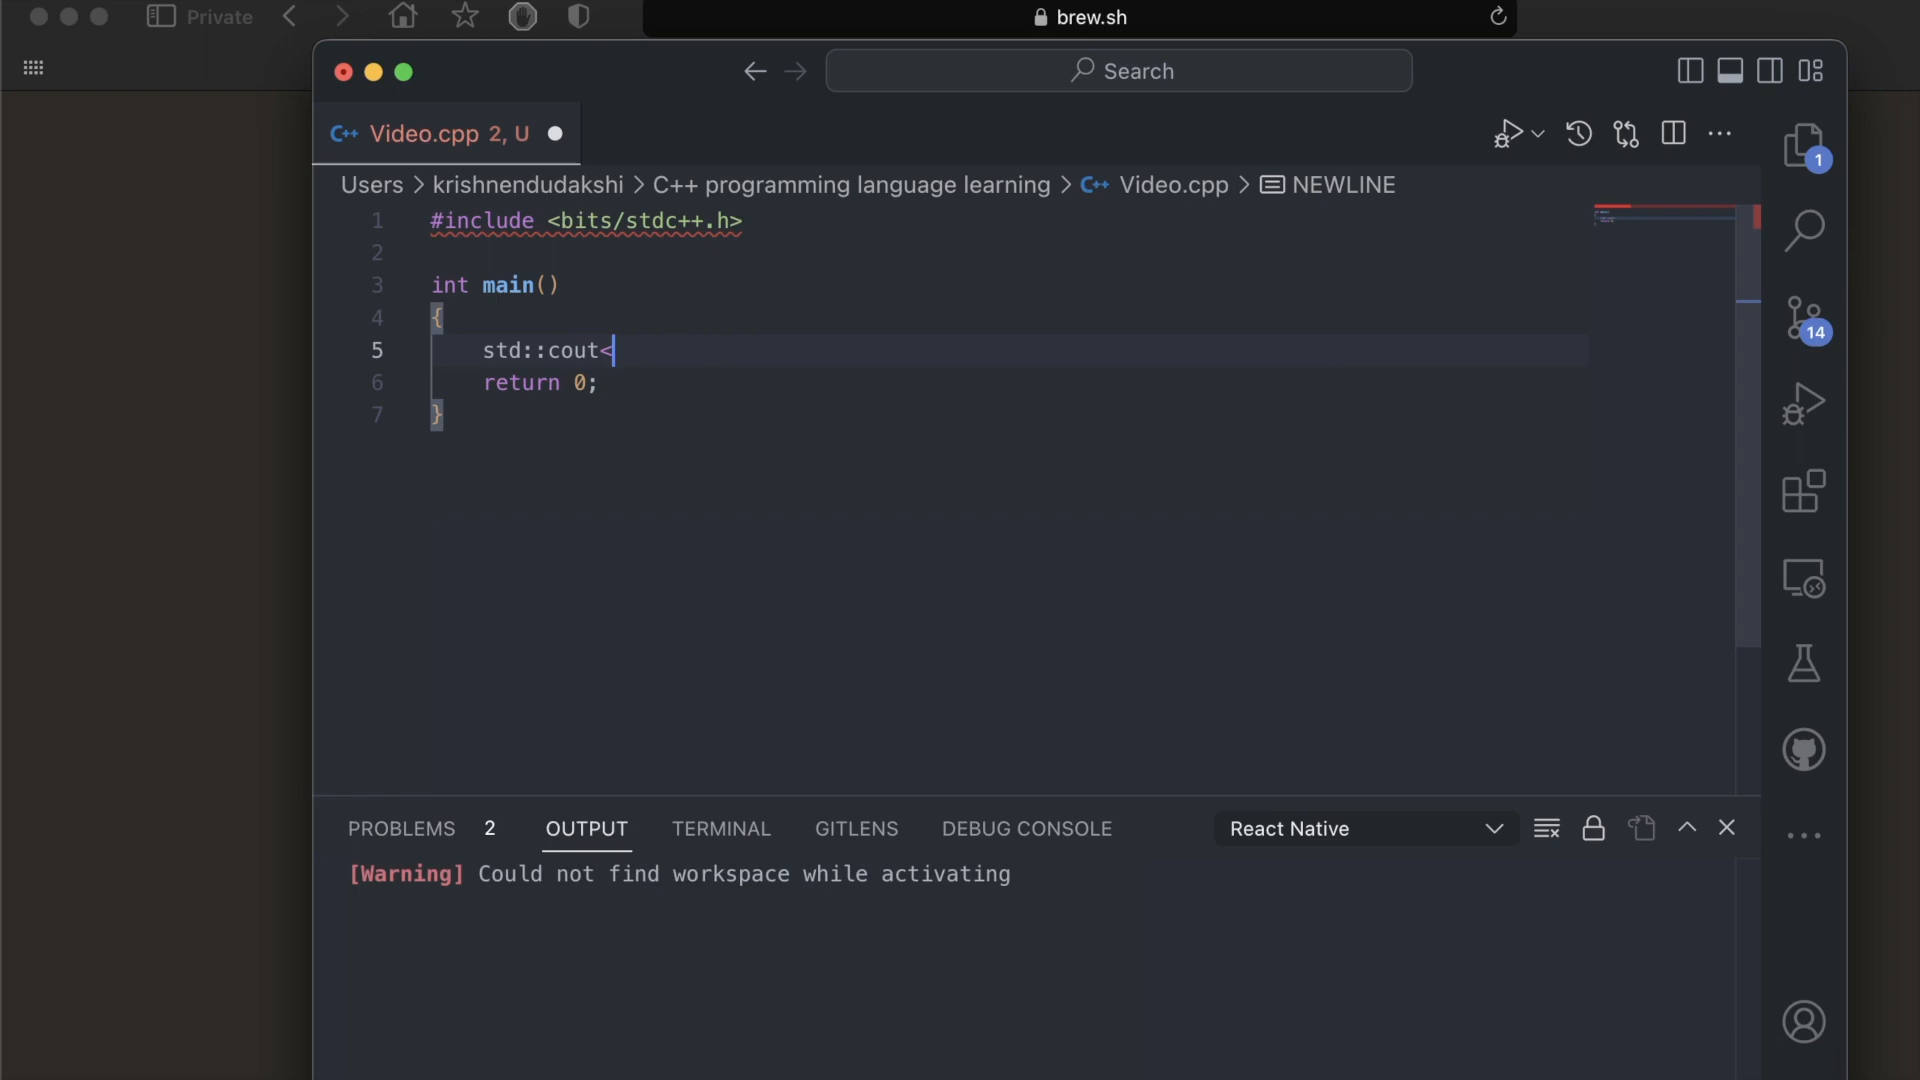 Private
brew.sh
Search
C++ Video.cpp 2, U
Users > krishnendudakshi > C++ programming language learning > C++ Video.cpp > NEWLINE
1 #include <bits/stdc++.h>
2
3 int main()
4 {
5 std::cout<
6 return 0;
7 }
1
14
PROBLEMS 2 OUTPUT TERMINAL GITLENS DEBUG CONSOLE React Native
[Warning] Could not find workspace while activating